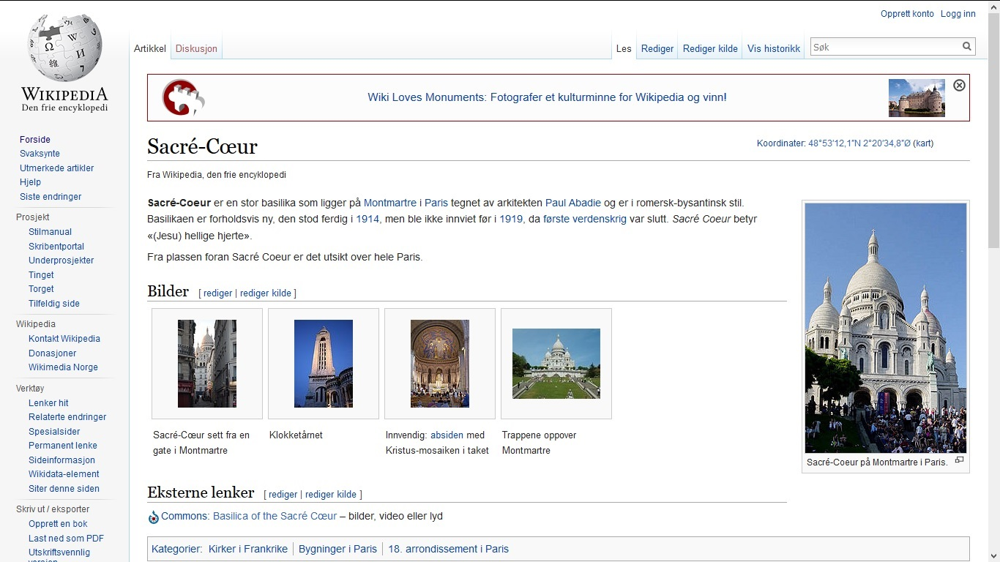 Opprett konto Logg inn
Artikkel Diskusjon Les Rediger Rediger kilde Vis historikk Søk
WIKIPEDIA
Den frie encyklopedi
Forside
Svaksynte
Utmerkede artikler
Hjelp
Siste endringer
Prosjekt
Stilmanual
Skribentportal
Underprosjekter
Tinget
Torget
Tilfeldig side
Wikipedia
Kontakt Wikipedia
Donasjoner
Wikimedia Norge
Verktøy
Lenker hit
Relaterte endringer
Spesialsider
Permanent lenke
Sideinformasjon
Wikidata-element
Siter denne siden
Skriv ut / eksporter
Opprett en bok
Last ned som PDF
Utskriftsvennlig
versjon
Wiki Loves Monuments: Fotografer et kulturminne for Wikipedia og vinn!
Sacré-Cœur
Koordinater: 48°53′12,1″N 2°20′34,8″Ø (kart)
Fra Wikipedia, den frie encyklopedi
Sacré-Coeur er en stor basilika som ligger på Montmartre i Paris tegnet av arkitekten Paul Abadie og er i romersk-bysantinsk stil.
Basilikaen er forholdsvis ny, den stod ferdig i 1914, men ble ikke innviet før i 1919, da første verdenskrig var slutt. Sacré Coeur betyr
«(Jesu) hellige hjerte».
Fra plassen foran Sacré Coeur er det utsikt over hele Paris.
Sacré-Coeur på Montmartre i Paris.
Bilder [ rediger | rediger kilde ]
Sacré-Cœur sett fra en
gate i Montmartre
Klokketårnet
Innvendig: absiden med
Kristus-mosaiken i taket
Trappene oppover
Montmartre
Eksterne lenker [ rediger | rediger kilde ]
Commons: Basilica of the Sacré Cœur – bilder, video eller lyd
Kategorier: Kirker i Frankrike | Bygninger i Paris | 18. arrondissement i Paris